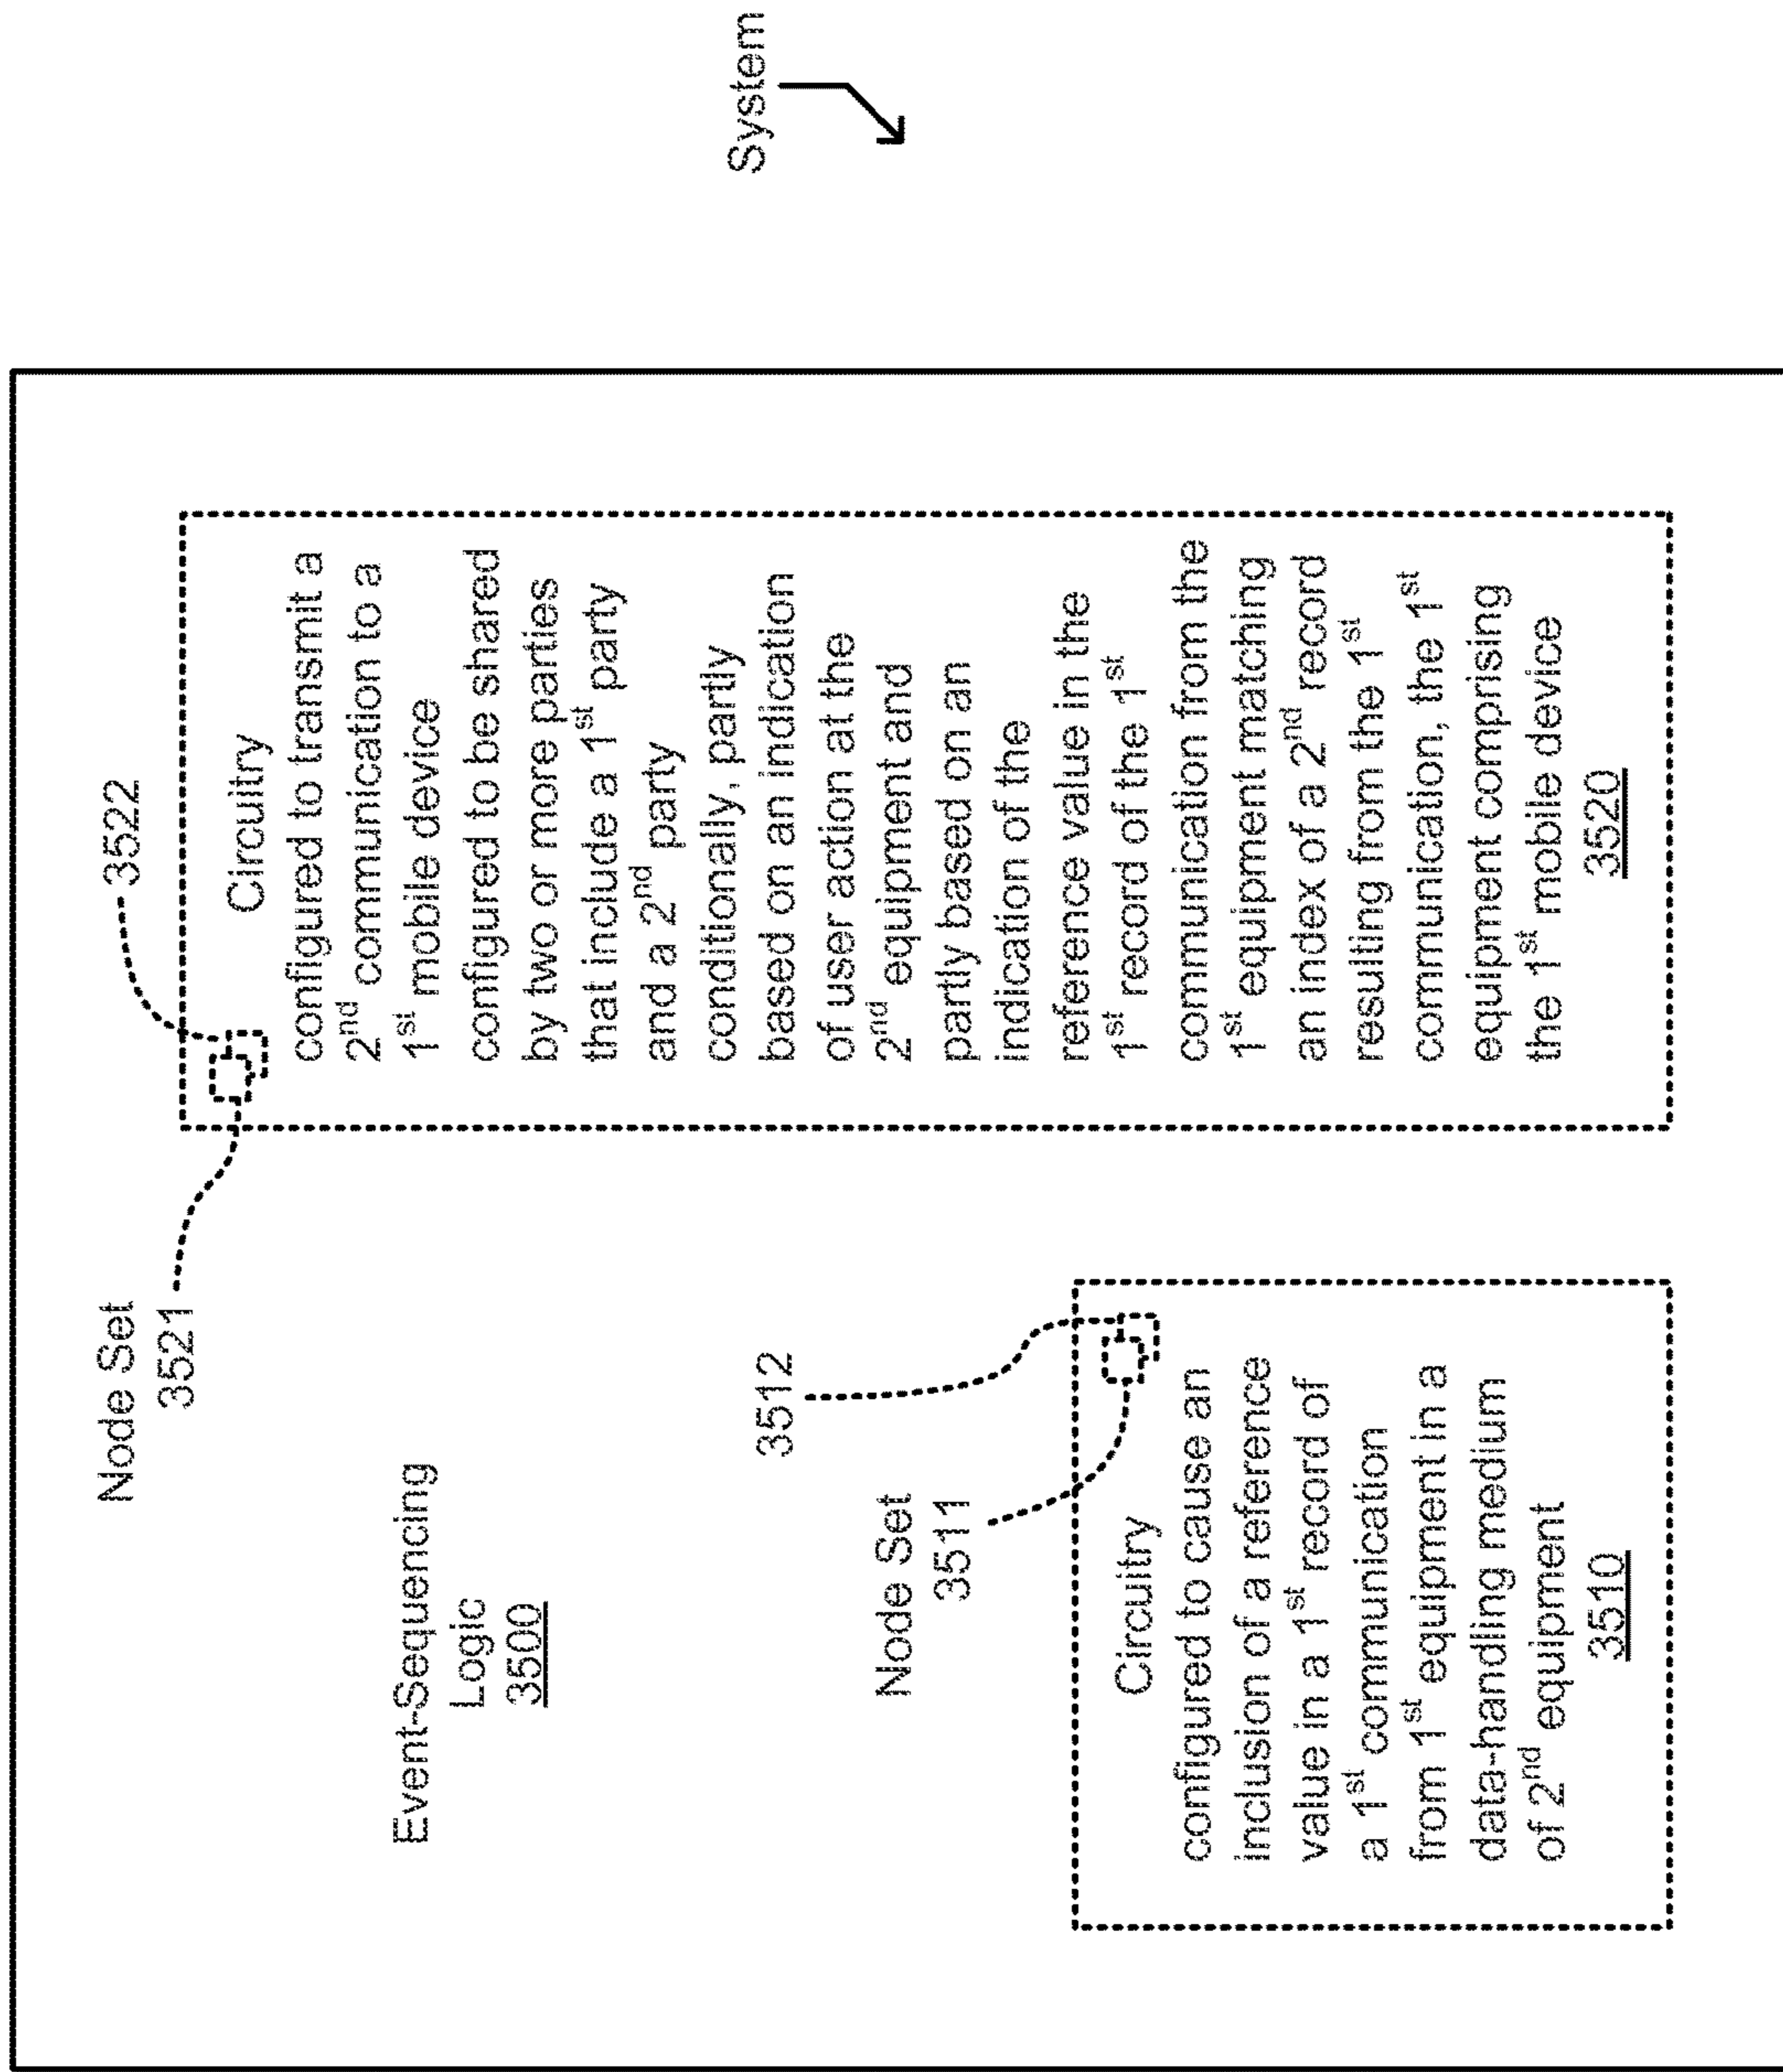 System
Node Set
3521
3522
Event-Sequencing
Logic
3500
Node Set
3511
3512
Circuitry
configured to cause an
inclusion of a reference
value in a 1st record of
a 1st communication
from 1st equipment in a
data-handling medium
of 2nd equipment
3510
Circuitry
configured to transmit a
2nd communication to a
1st mobile device
configured to be shared
by two or more parties
that include a 1st party
and a 2nd party
conditionally, partly
based on an indication
of user action at the
2nd equipment and
partly based on an
indication of the
reference value in the
1st record of the 1st
communication from the
1st equipment matching
an index of a 2nd record
resulting from the 1st
communication, the 1st
equipment comprising
the 1st mobile device
3520